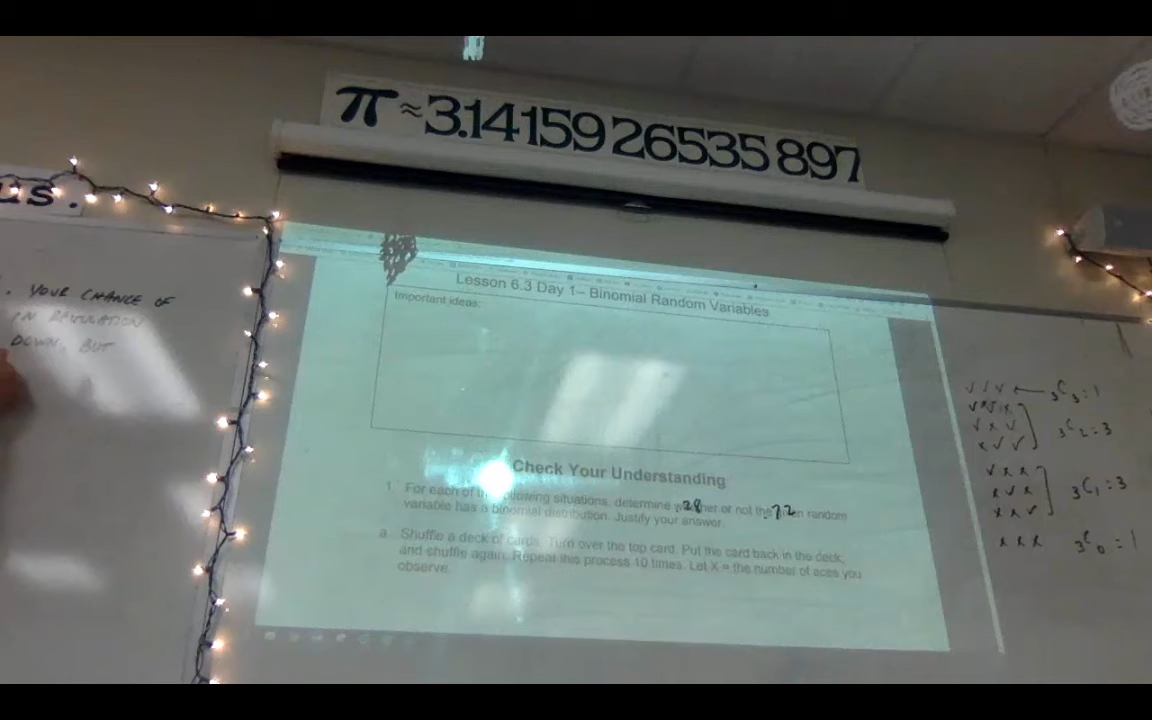 π ≈3.14159 26535 897
us.
. YOUR CHANCE OF
DOWN. BUT
Lesson 6.3 Day 1– Binomial Random Variables
Important ideas:
Check Your Understanding
1. For each of the following situations, determine or not the random
.28 .72
variable has a binomial distribution. Justify your answer.
a. Shuffle a deck of cards. Turn over the top card. Put the card back in the deck,
and shuffle again. Repeat this process 10 times. Let X = the number of aces you
observe.
✓ ✓ ✓ ← ₃C₃ = 1
✓ ✓ x
✓ x ✓ ₃C₂ = 3
x ✓ ✓
✓ x x
x ✓ x ₃C₁ = 3
x x ✓
x x x ₃C₀ = 1